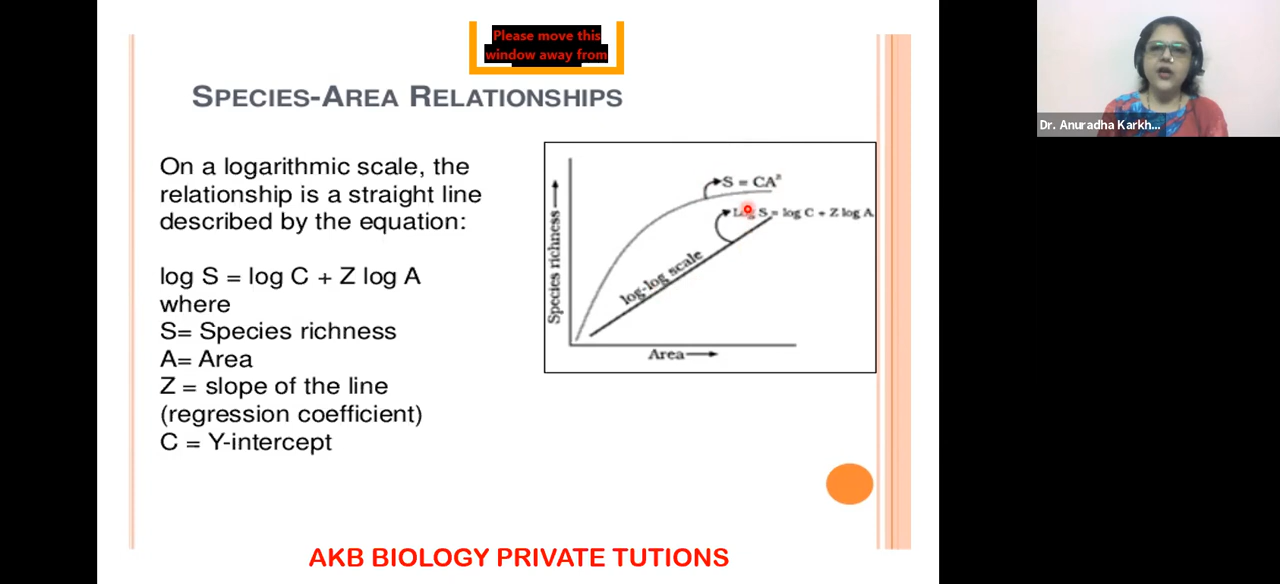 Please move this
window away from
SPECIES-AREA RELATIONSHIPS
On a logarithmic scale, the
relationship is a straight line
described by the equation:
log S = log C + Z log A
where
S= Species richness
A= Area
Z = slope of the line
(regression coefficient)
C = Y-intercept
Species richness
S = CAᶻ
S = log C + Z log A
log-log scale
Area
AKB BIOLOGY PRIVATE TUTIONS
Dr. Anuradha Karkh...